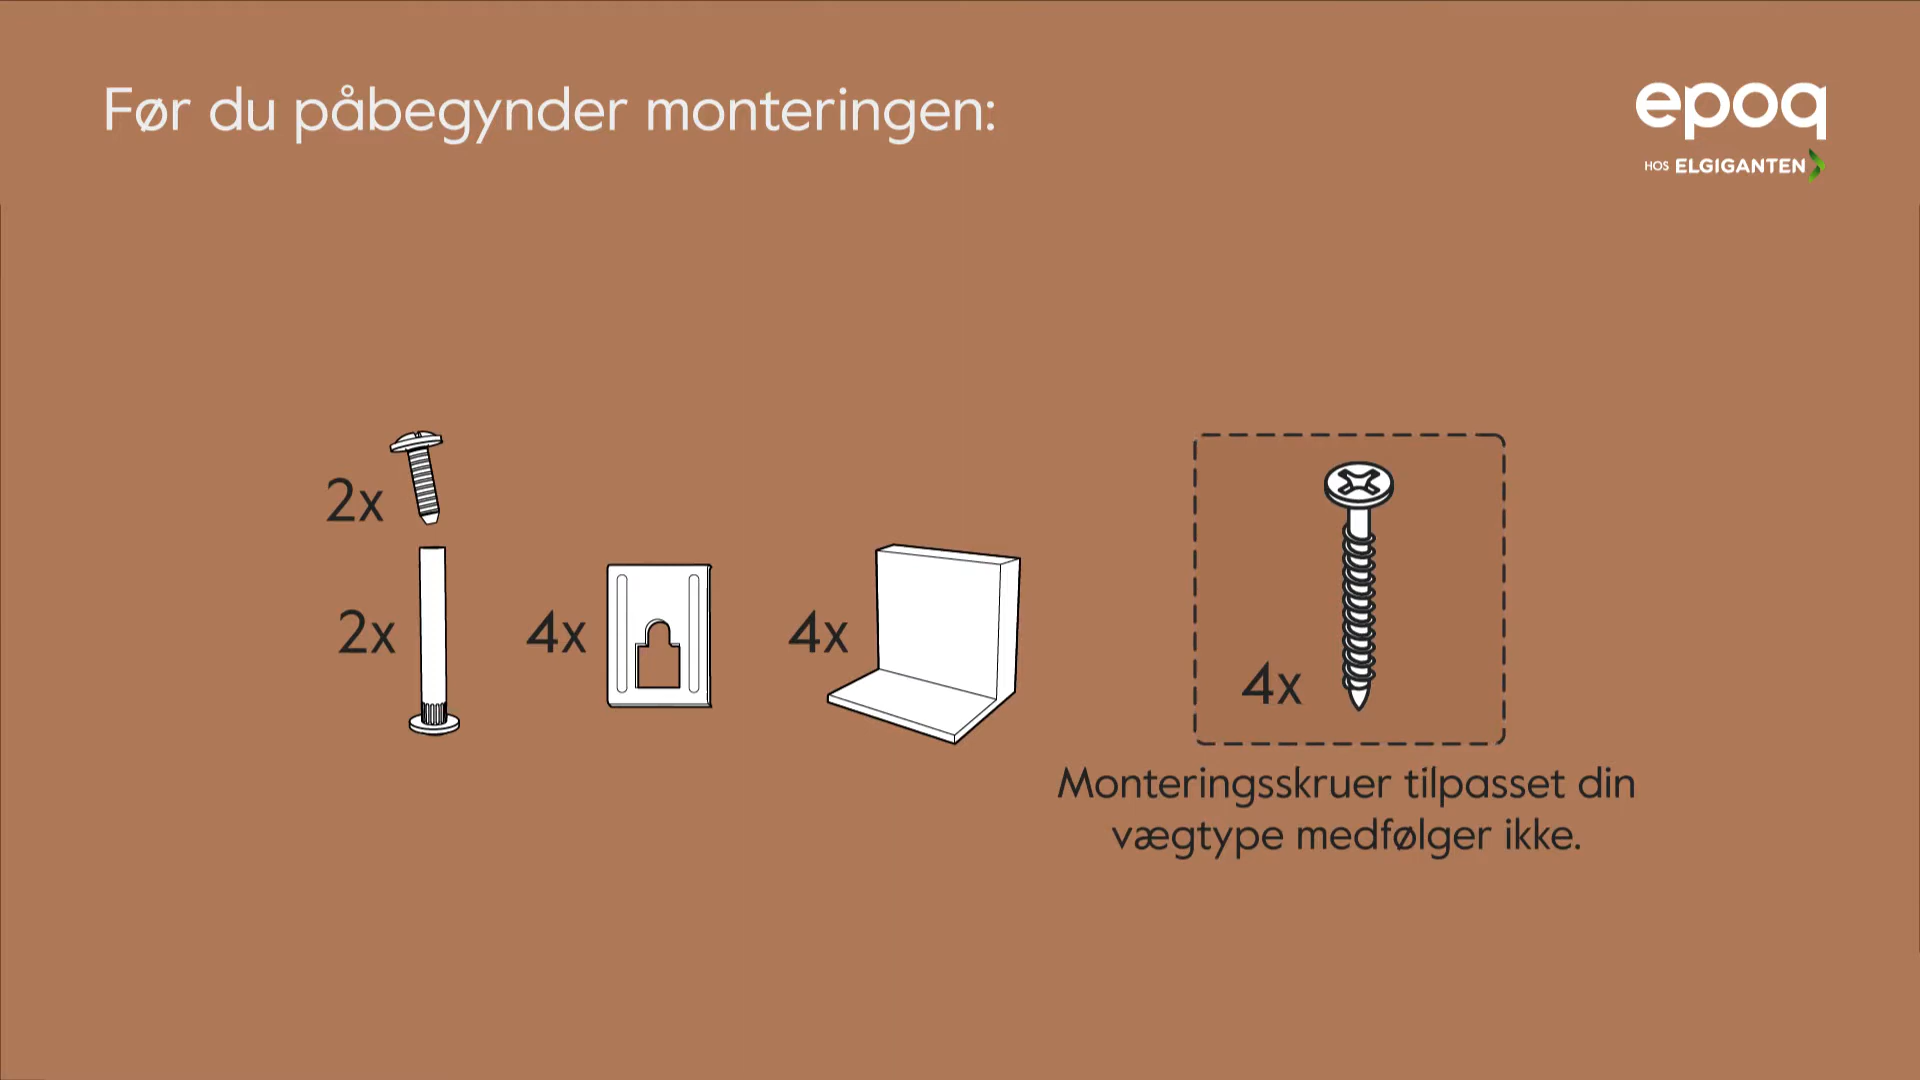 Før du påbegynder monteringen:
epoq
HOS ELGIGANTEN
2x
2x
4x
4x
4x
Monteringsskruer tilpasset din
vægtype medfølger ikke.